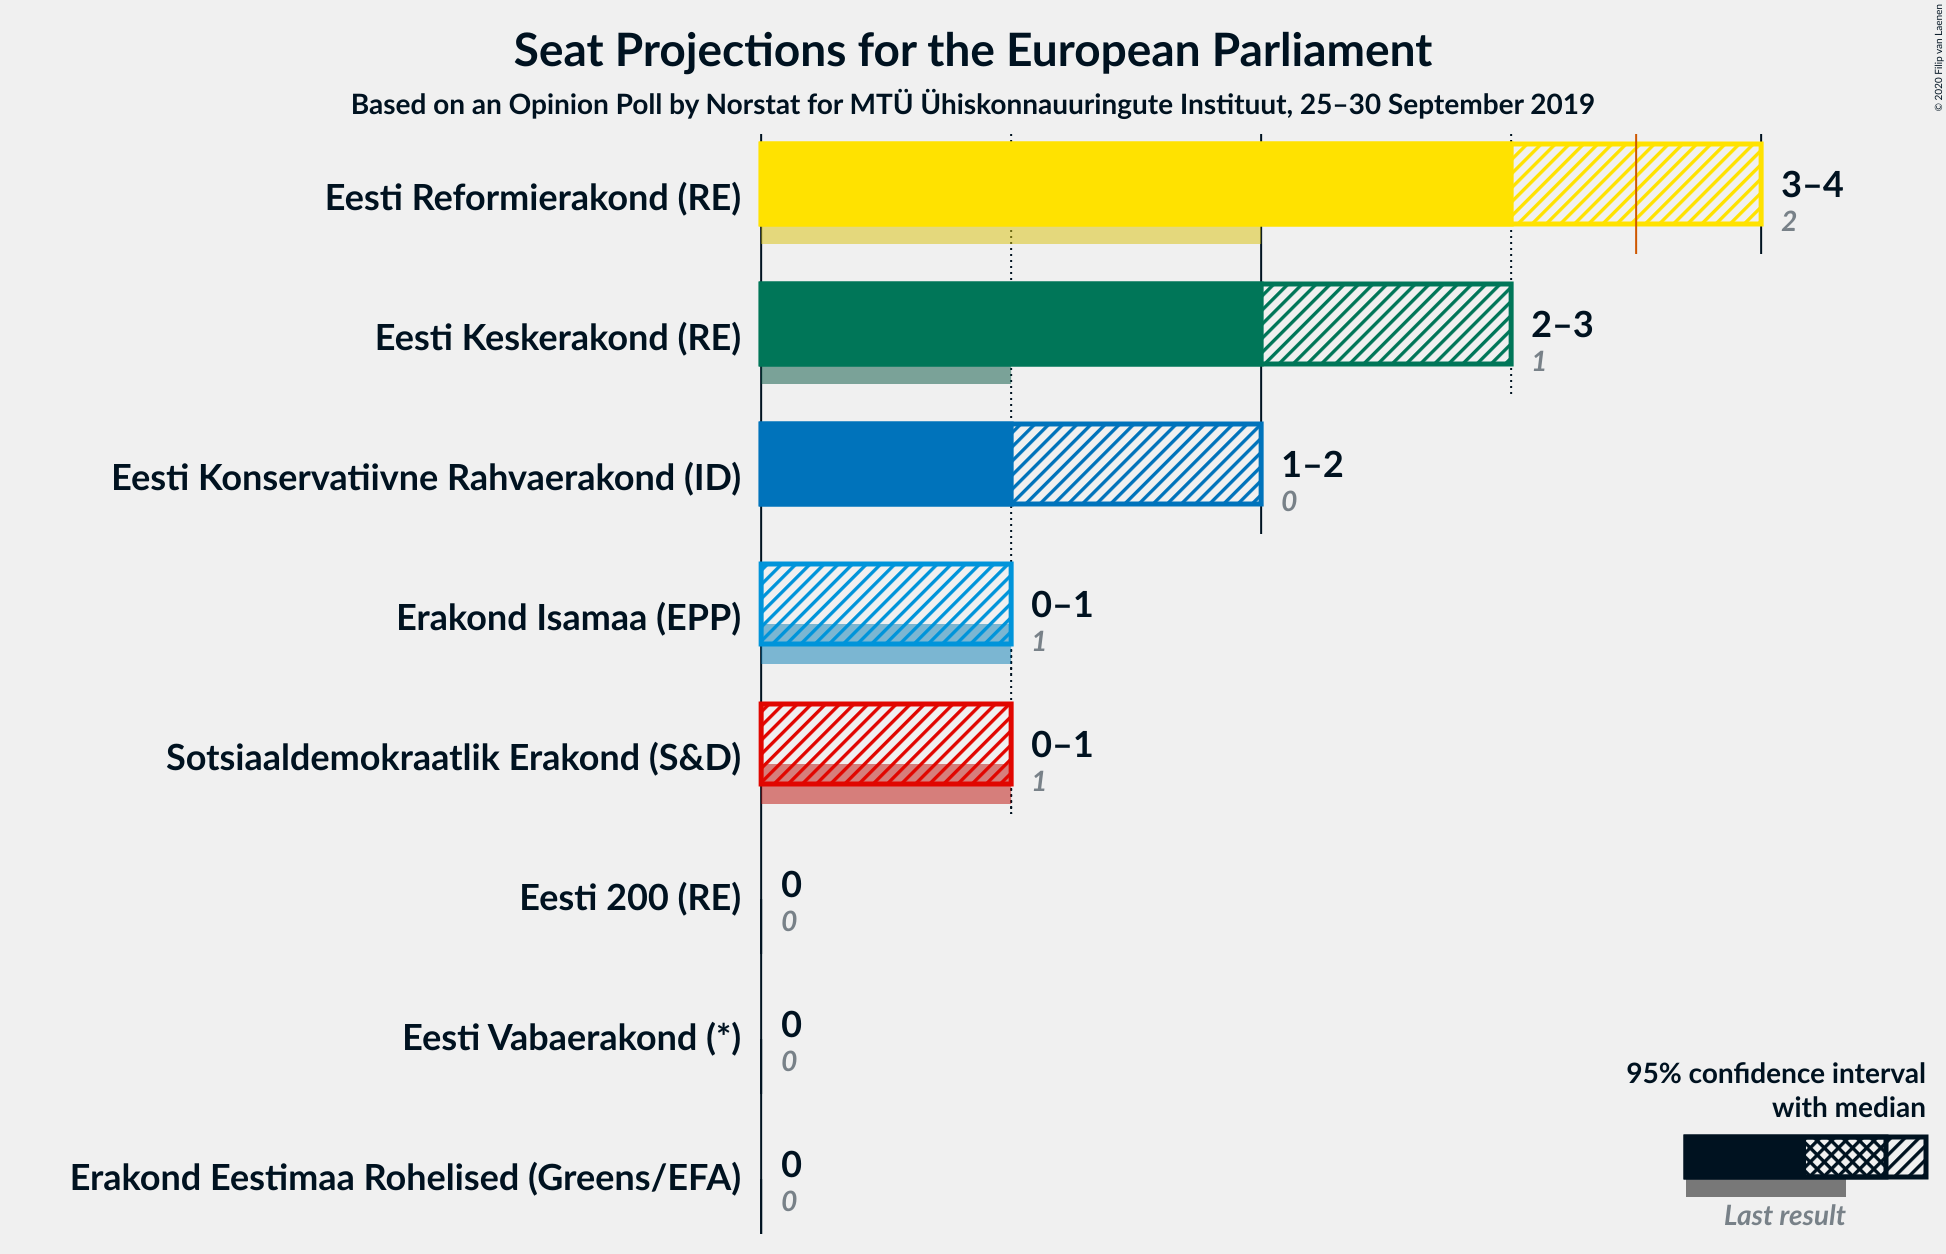 Seat Projections for the European Parliament
Based on an Opinion Poll by Norstat for MTÜ Ühiskonnauuringute Instituut, 25–30 September 2019
© 2020 Filip van Laenen
Eesti Reformierakond (RE)
3–4
2
Eesti Keskerakond (RE)
2–3
1
Eesti Konservatiivne Rahvaerakond (ID)
1–2
0
Erakond Isamaa (EPP)
0–1
1
Sotsiaaldemokraatlik Erakond (S&D)
0–1
1
Eesti 200 (RE)
0
0
Eesti Vabaerakond (*)
0
0
Erakond Eestimaa Rohelised (Greens/EFA)
0
0
95% confidence interval
with median
Last result